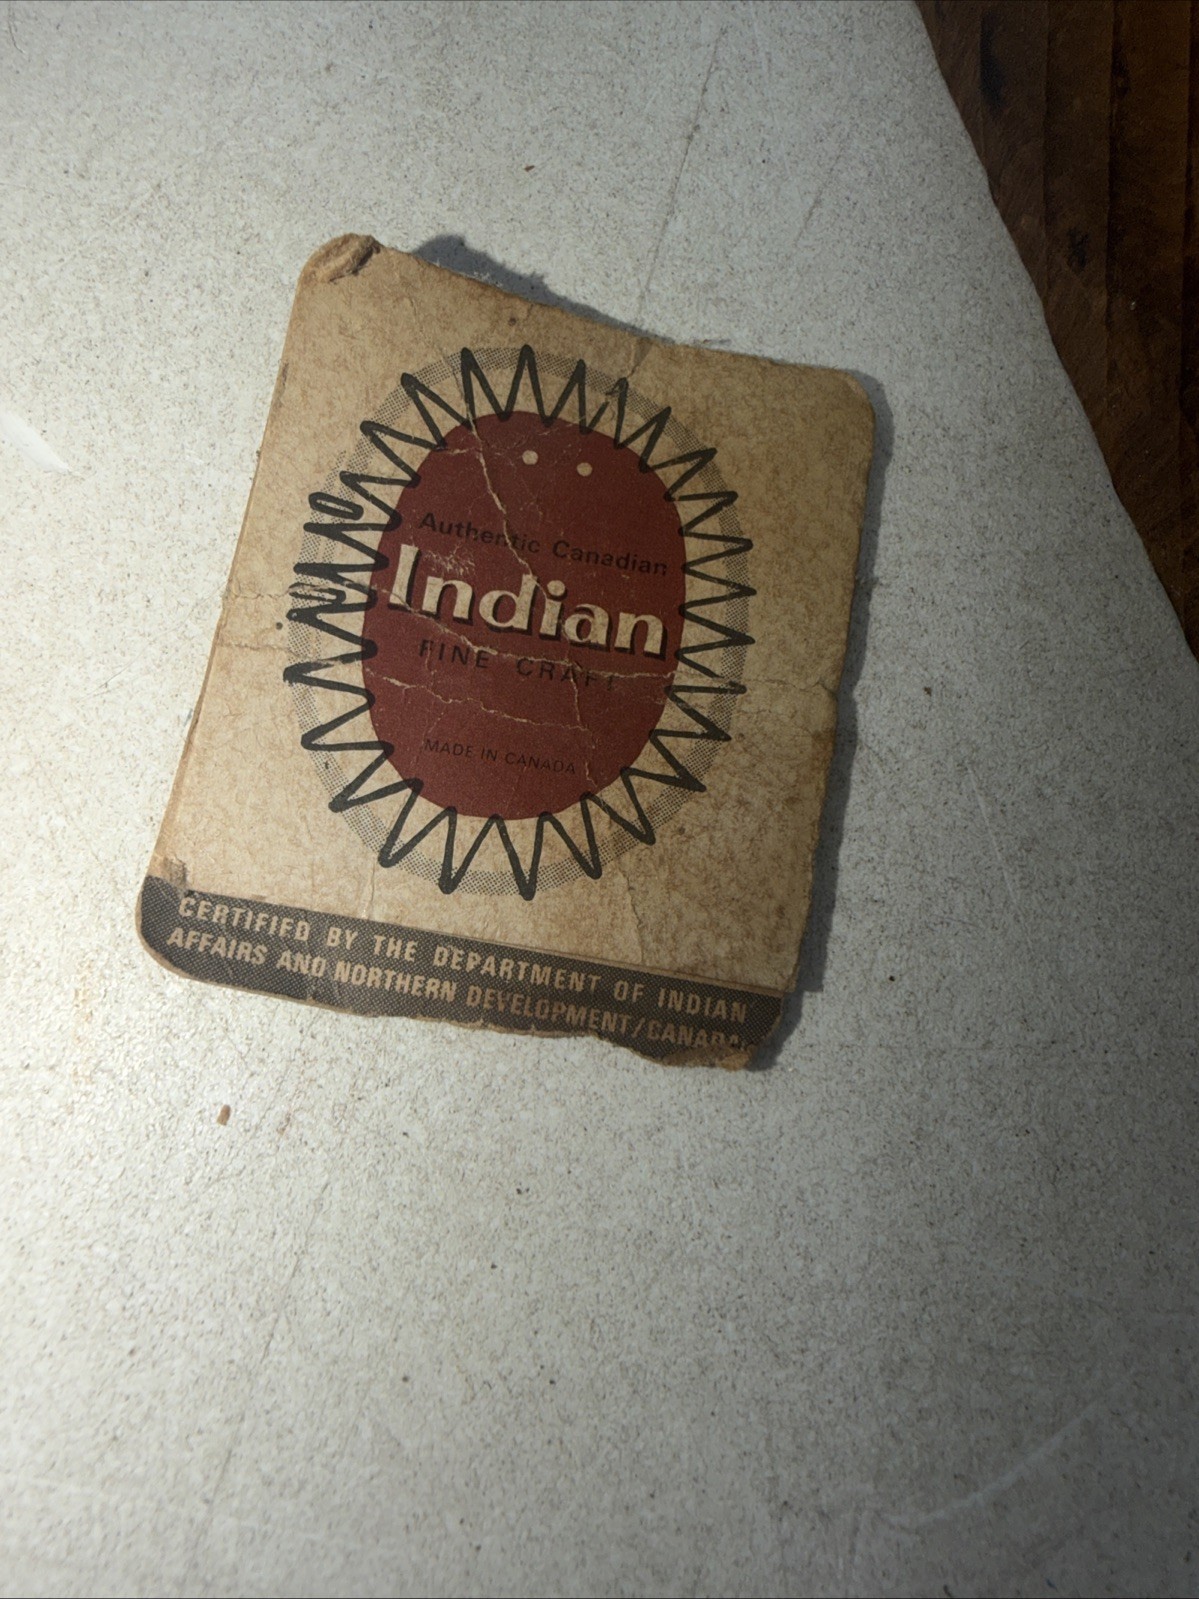 Authentic Canadian
Indian
FINE CRAFT
MADE IN CANADA
CERTIFIED BY THE DEPARTMENT OF INDIAN
AFFAIRS AND NORTHERN DEVELOPMENT/CANADA